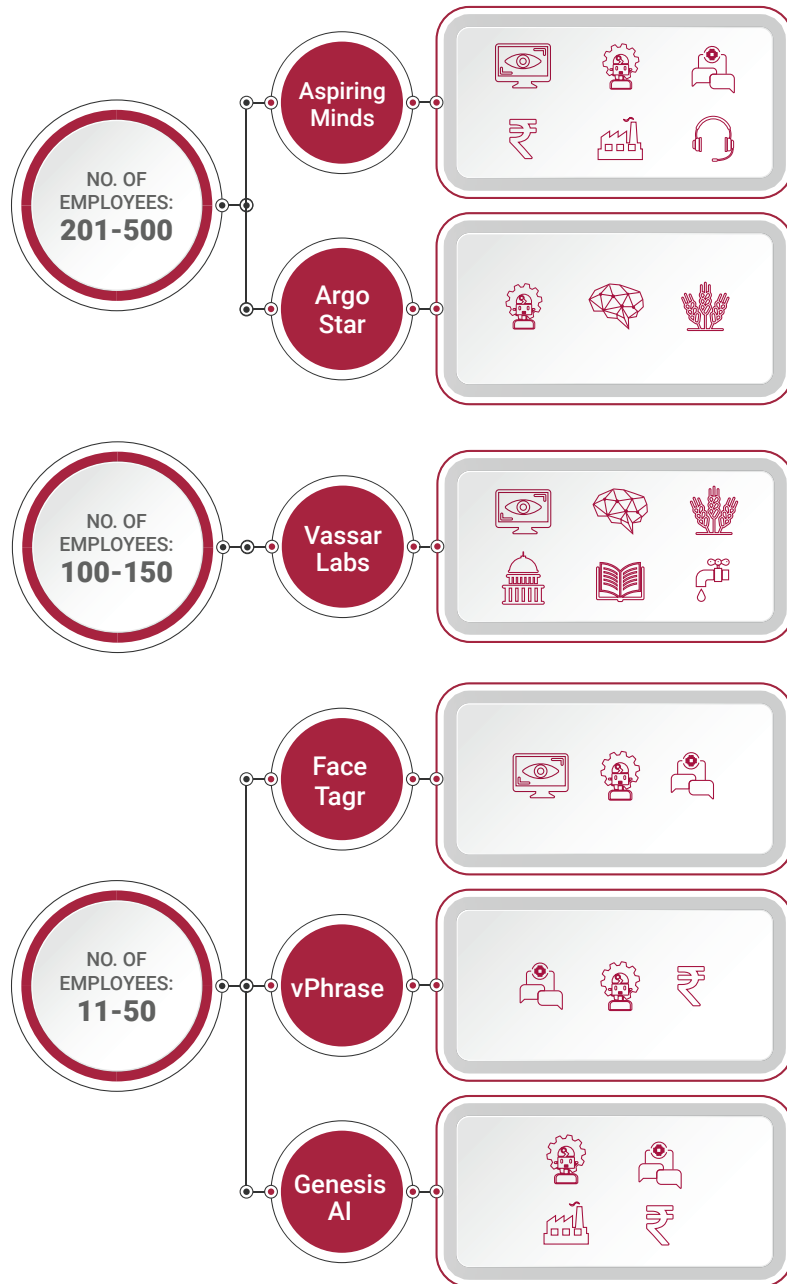 NO. OF
EMPLOYEES:
201-500
Aspiring
Minds
Argo
Star
NO. OF
EMPLOYEES:
100-150
Vassar
Labs
NO. OF
EMPLOYEES:
11-50
Face
Tagr
vPhrase
Genesis
AI